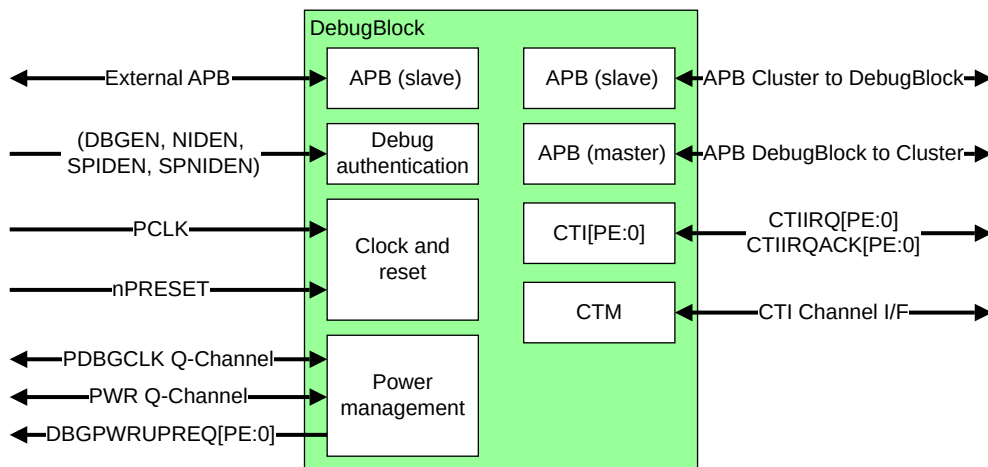 DebugBlock
External APB
APB (slave)
APB (slave)
APB Cluster to DebugBlock
(DBGEN, NIDEN,
SPIDEN, SPNIDEN)
Debug
authentication
APB (master)
APB DebugBlock to Cluster
PCLK
nPRESET
Clock and
reset
CTI[PE:0]
CTIIRQ[PE:0]
CTIIRQACK[PE:0]
CTM
CTI Channel I/F
PDBGCLK Q-Channel
PWR Q-Channel
DBGPWRUPREQ[PE:0]
Power
management